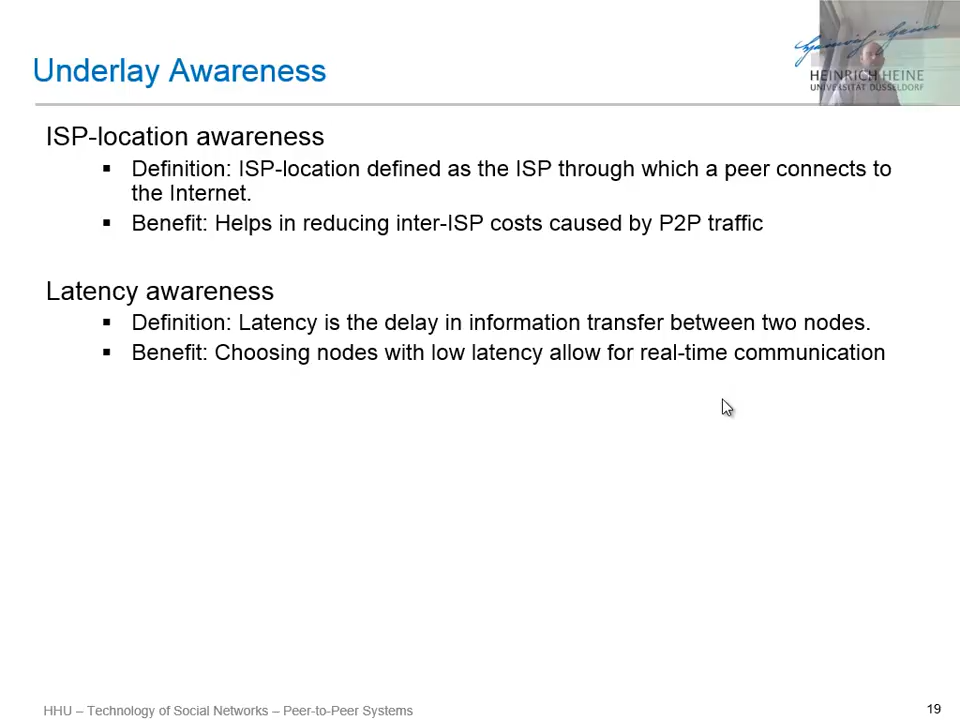 Underlay Awareness
Heinrich Heine
HEINRICH HEINE
UNIVERSITÄT DÜSSELDORF
ISP-location awareness
▪ Definition: ISP-location defined as the ISP through which a peer connects to
the Internet.
▪ Benefit: Helps in reducing inter-ISP costs caused by P2P traffic
Latency awareness
▪ Definition: Latency is the delay in information transfer between two nodes.
▪ Benefit: Choosing nodes with low latency allow for real-time communication
HHU – Technology of Social Networks – Peer-to-Peer Systems
19